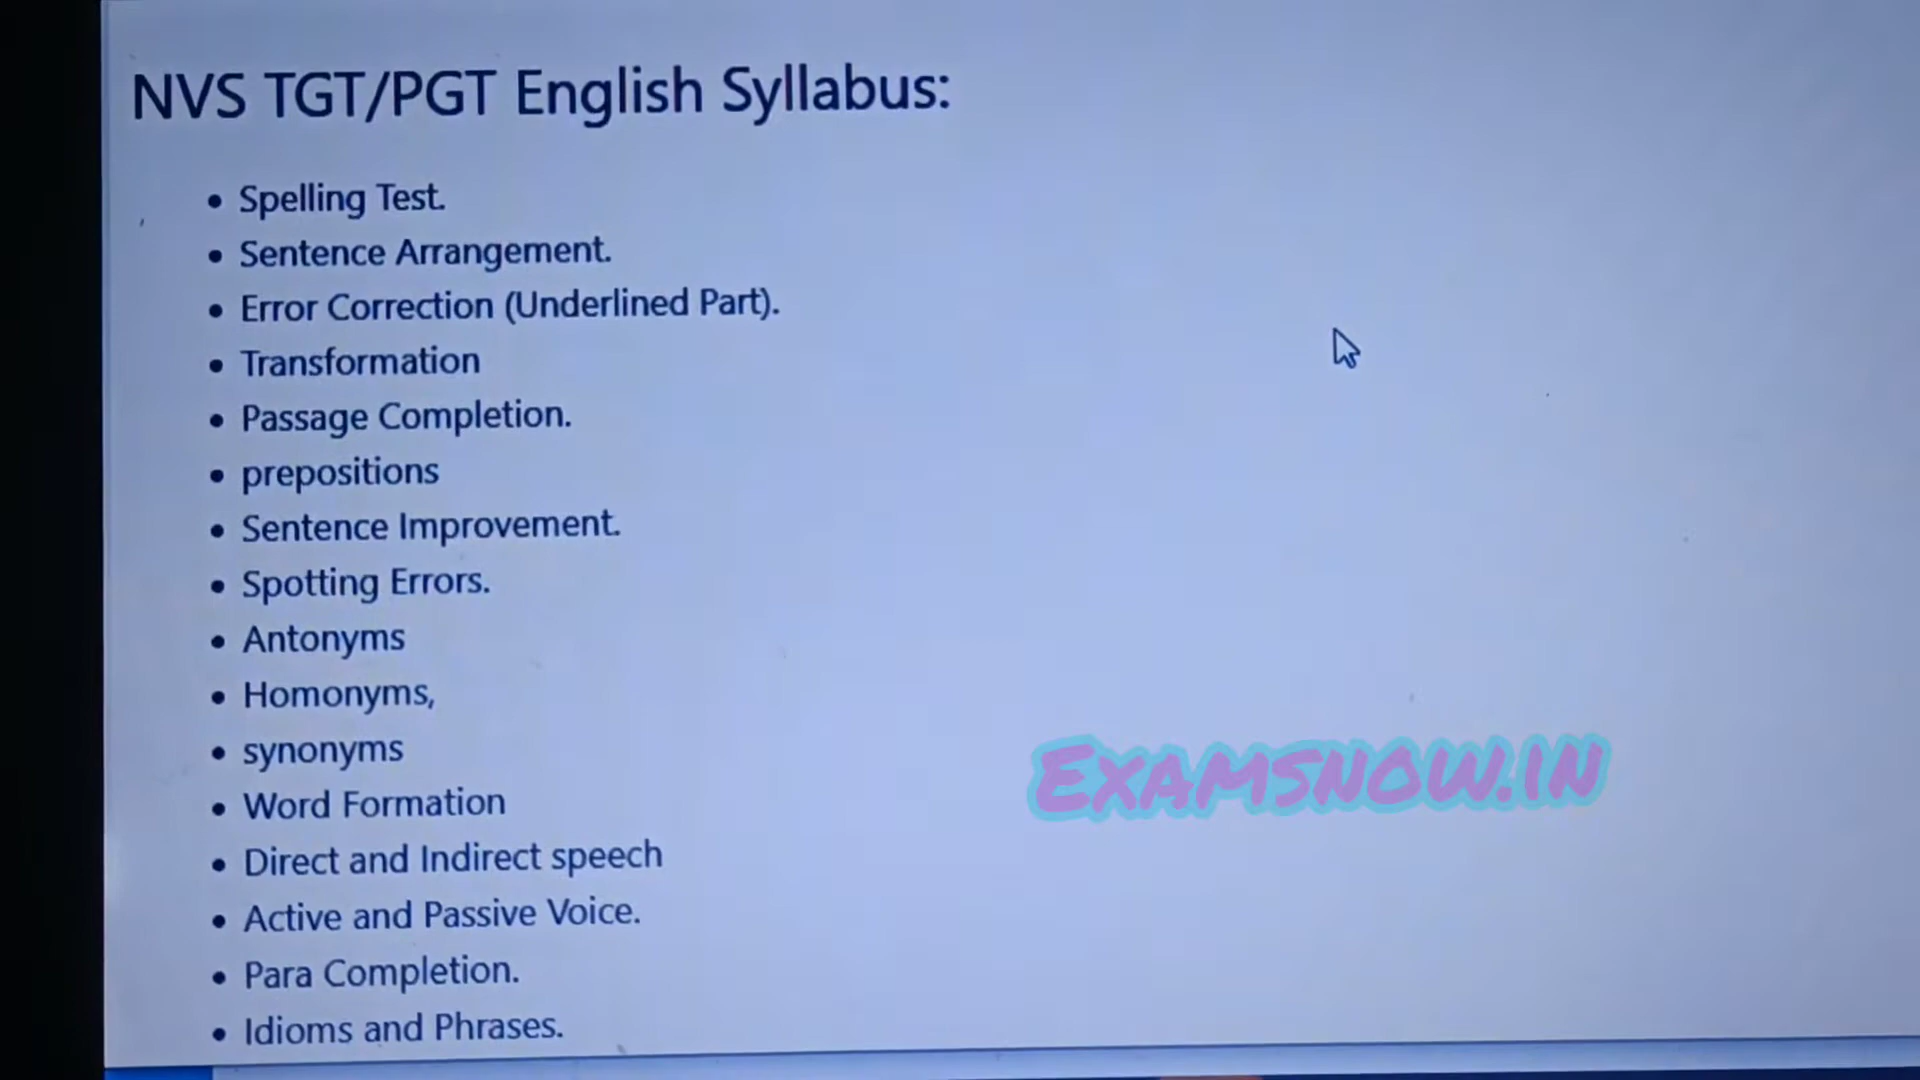 NVS TGT/PGT English Syllabus:
• Spelling Test.
• Sentence Arrangement.
• Error Correction (Underlined Part).
• Transformation
• Passage Completion.
• prepositions
• Sentence Improvement.
• Spotting Errors.
• Antonyms
• Homonyms,
• synonyms
• Word Formation
• Direct and Indirect speech
• Active and Passive Voice.
• Para Completion.
• Idioms and Phrases.
Examsnow.in